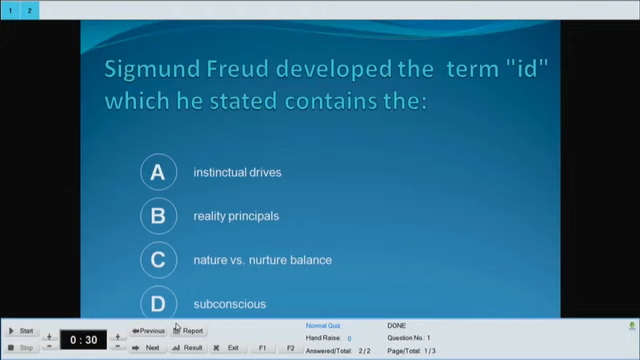 1 2
Sigmund Freud developed the term "id"
which he stated contains the:
A instinctual drives
B reality principals
C nature vs. nurture balance
D subconscious
Start Previous Report Normal Quiz DONE
0 : 30 Hand Raise: 0 Question No.: 1
Stop Next Result Exit F1 F2 Answered/Total: 2 / 2 Page/Total: 1 / 3